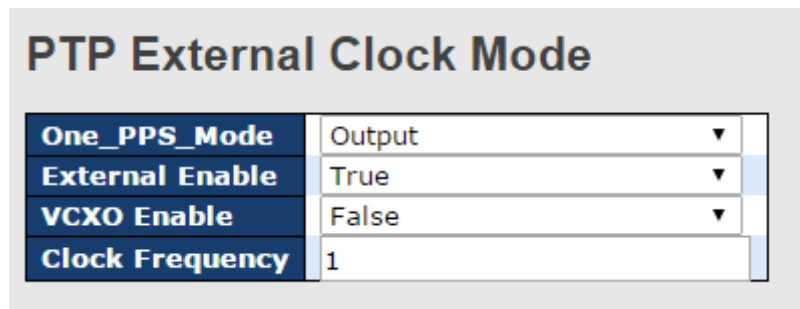 PTP External Clock Mode
One_PPS_Mode Output
External Enable True
VCXO Enable False
Clock Frequency 1